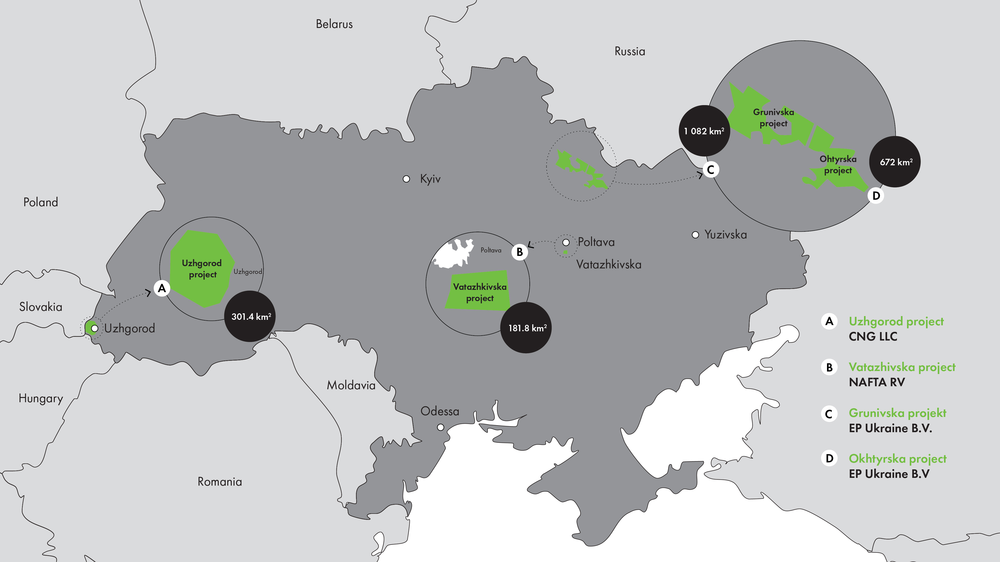 Belarus
Russia
Grunivska
project
1 082 km²
Ohtyrska
project
672 km²
C
D
Kyiv
Poland
Yuzivska
Poltava
Poltava
B
Vatazhkivska
Uzhgorod
project
Uzhgorod
A
Vatazhkivska
project
301.4 km²
181.8 km²
Slovakia
Uzhgorod
Hungary
Moldavia
Odessa
Romania
A
Uzhgorod project
CNG LLC
B
Vatazhivska project
NAFTA RV
C
Grunivska projekt
EP Ukraine B.V.
D
Okhtyrska project
EP Ukraine B.V